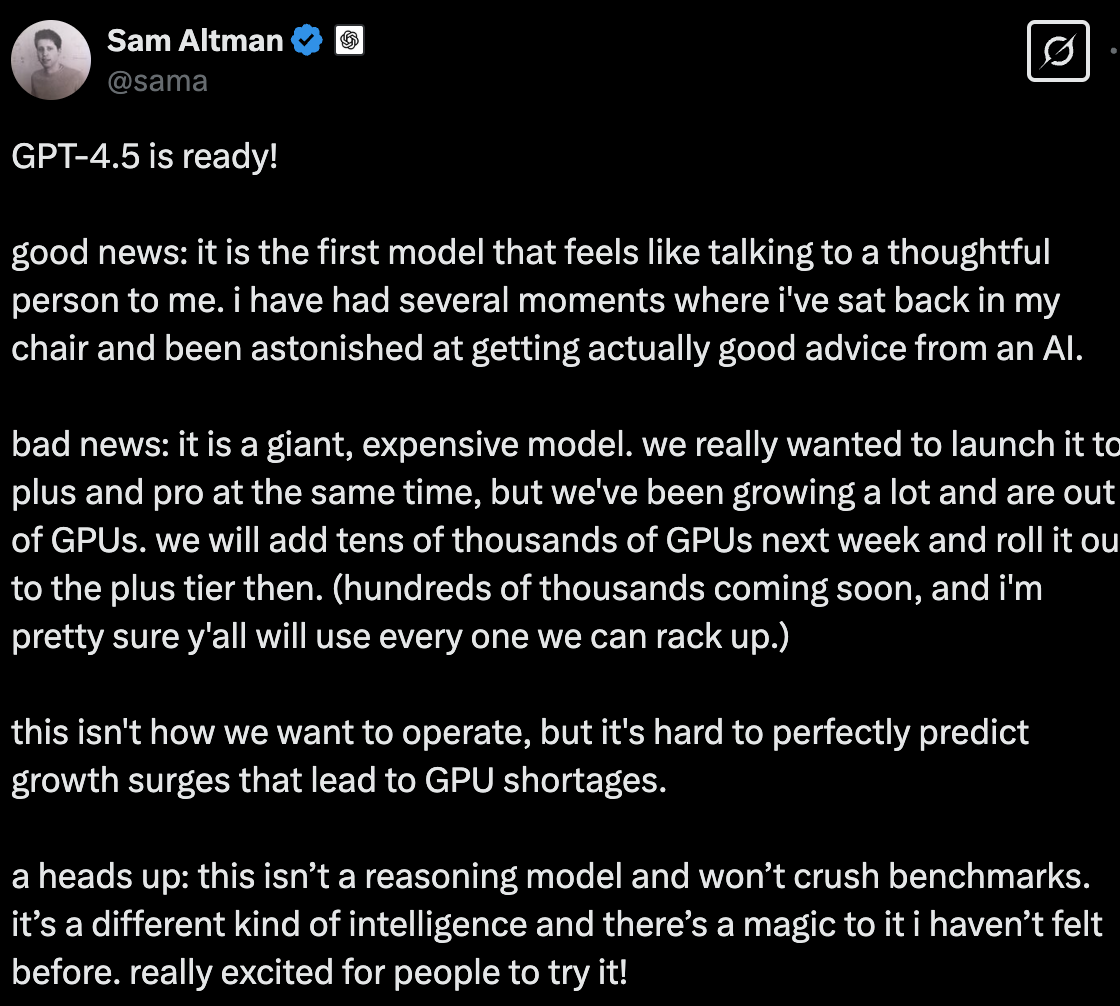 Sam Altman
@sama
GPT-4.5 is ready!
good news: it is the first model that feels like talking to a thoughtful
person to me. i have had several moments where i've sat back in my
chair and been astonished at getting actually good advice from an AI.
bad news: it is a giant, expensive model. we really wanted to launch it to
plus and pro at the same time, but we've been growing a lot and are out
of GPUs. we will add tens of thousands of GPUs next week and roll it ou
to the plus tier then. (hundreds of thousands coming soon, and i'm
pretty sure y'all will use every one we can rack up.)
this isn't how we want to operate, but it's hard to perfectly predict
growth surges that lead to GPU shortages.
a heads up: this isn’t a reasoning model and won’t crush benchmarks.
it’s a different kind of intelligence and there’s a magic to it i haven’t felt
before. really excited for people to try it!